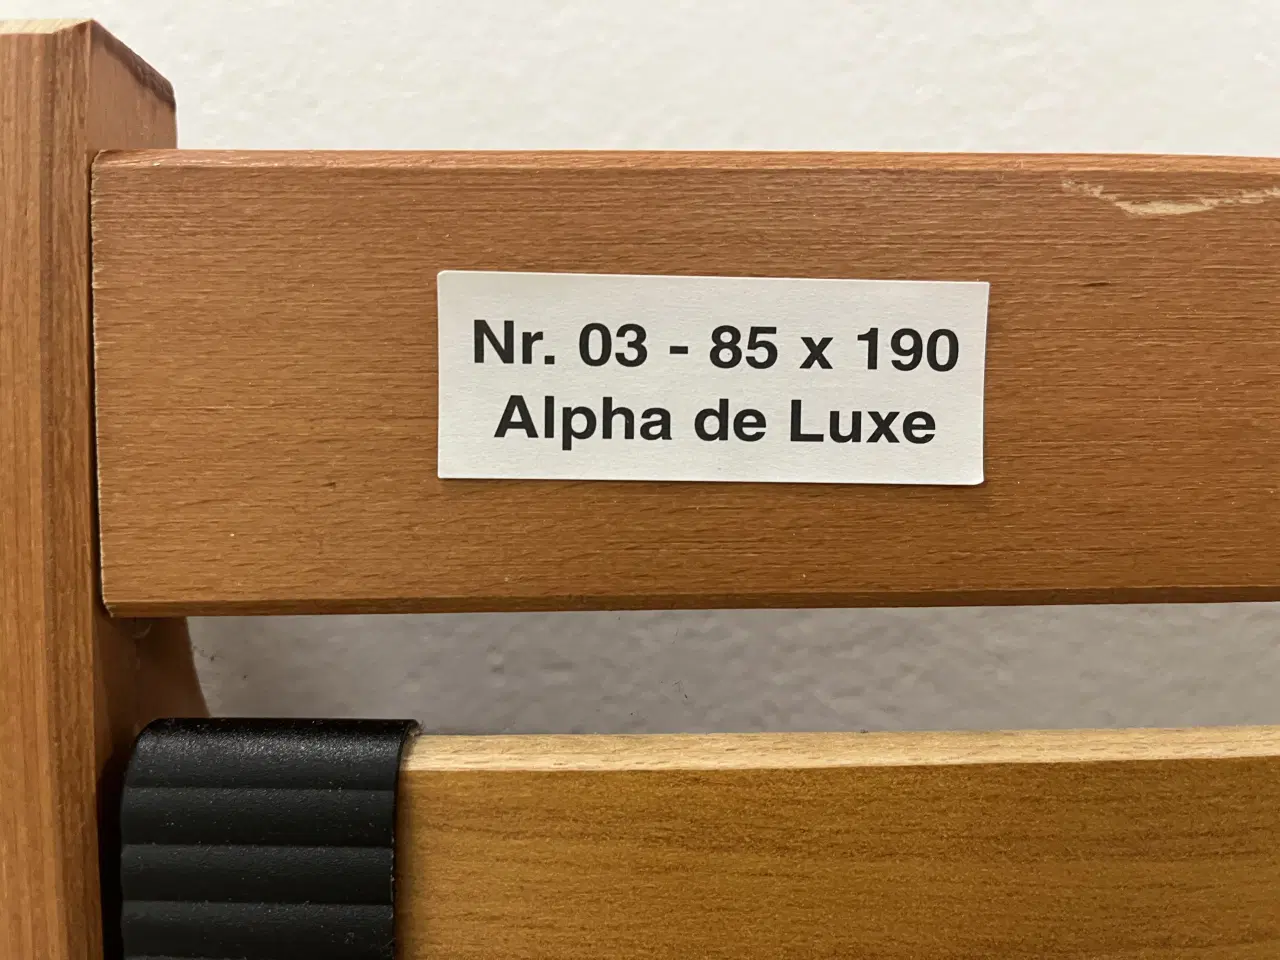 Nr. 03 - 85 x 190
Alpha de Luxe